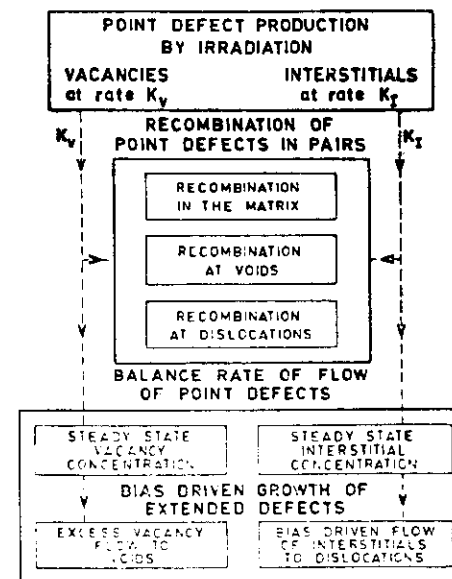 POINT DEFECT PRODUCTION
BY IRRADIATION
VACANCIES
at rate Kv
INTERSTITIALS
at rate KI
Kv
RECOMBINATION OF
POINT DEFECTS IN PAIRS
KI
RECOMBINATION
IN THE MATRIX
RECOMBINATION
AT VOIDS
RECOMBINATION
AT DISLOCATIONS
BALANCE RATE OF FLOW
OF POINT DEFECTS
STEADY STATE
VACANCY
CONCENTRATION
STEADY STATE
INTERSTITIAL
CONCENTRATION
BIAS DRIVEN GROWTH OF
EXTENDED DEFECTS
EXCESS VACANCY
FLOW TO
VOIDS
BIAS DRIVEN FLOW
OF INTERSTITIALS
TO DISLOCATIONS